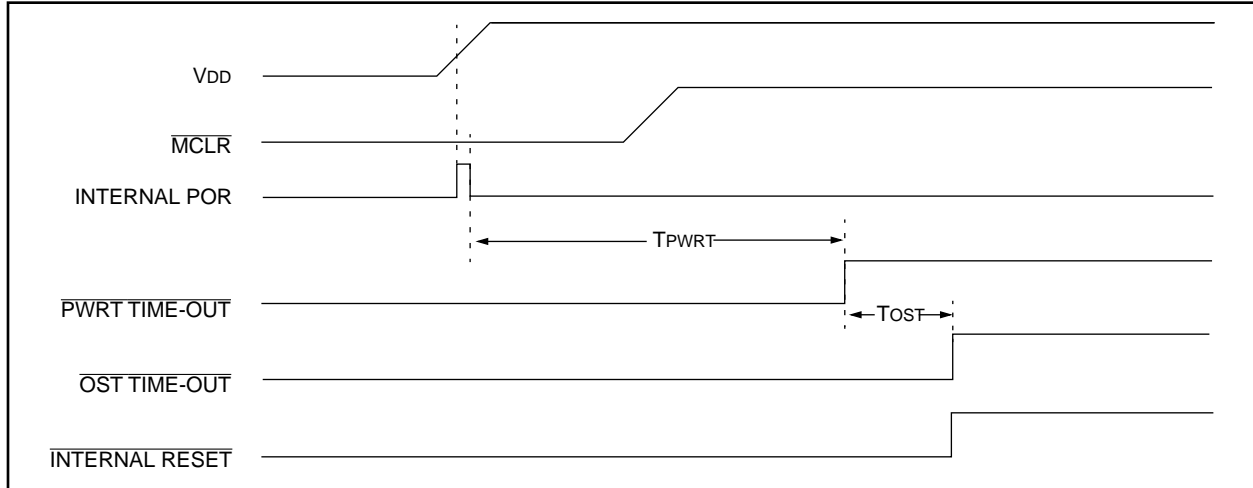 VDD
MCLR
INTERNAL POR
TPWRT
PWRT TIME-OUT
TOST
OST TIME-OUT
INTERNAL RESET